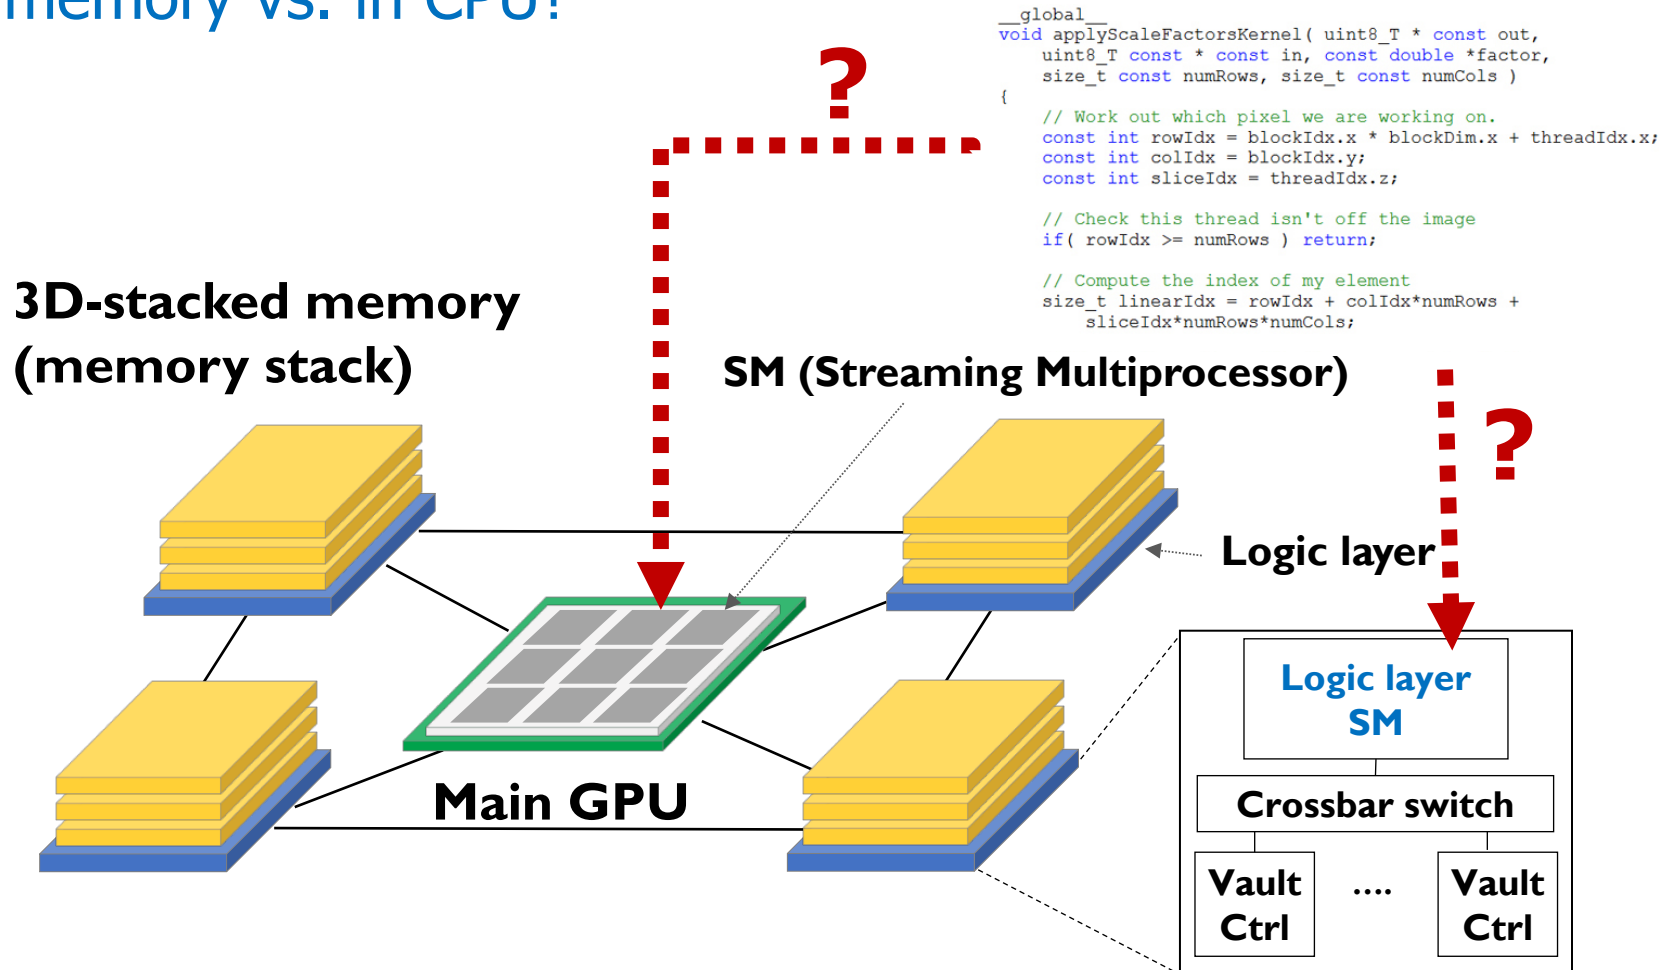 memory vs. in CPU?
__global__
void applyScaleFactorsKernel( uint8_T * const out,
    uint8_T const * const in, const double *factor,
    size_t const numRows, size_t const numCols )
{
    // Work out which pixel we are working on.
    const int rowIdx = blockIdx.x * blockDim.x + threadIdx.x;
    const int colIdx = blockIdx.y;
    const int sliceIdx = threadIdx.z;
    // Check this thread isn't off the image
    if( rowIdx >= numRows ) return;
    // Compute the index of my element
    size_t linearIdx = rowIdx + colIdx*numRows +
        sliceIdx*numRows*numCols;
?
3D-stacked memory
(memory stack)
SM (Streaming Multiprocessor)
?
Logic layer
Main GPU
Logic layer
SM
Crossbar switch
Vault
Ctrl
....
Vault
Ctrl